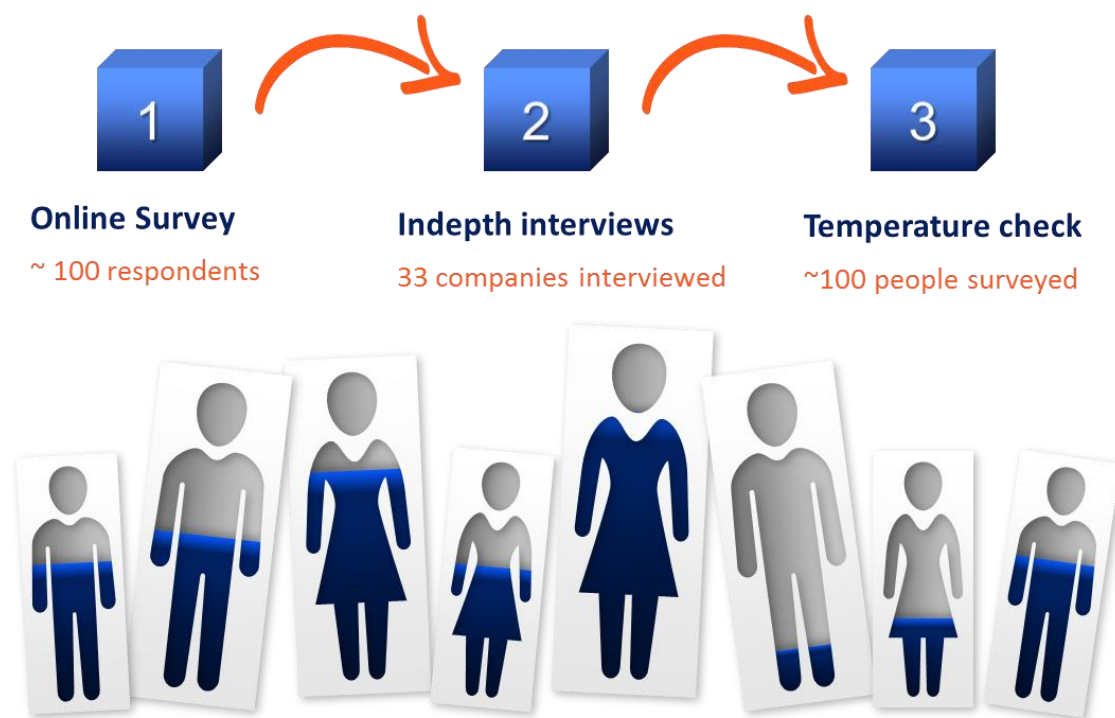 1
2
3
Online Survey
~ 100 respondents
Indepth interviews
33 companies interviewed
Temperature check
~100 people surveyed